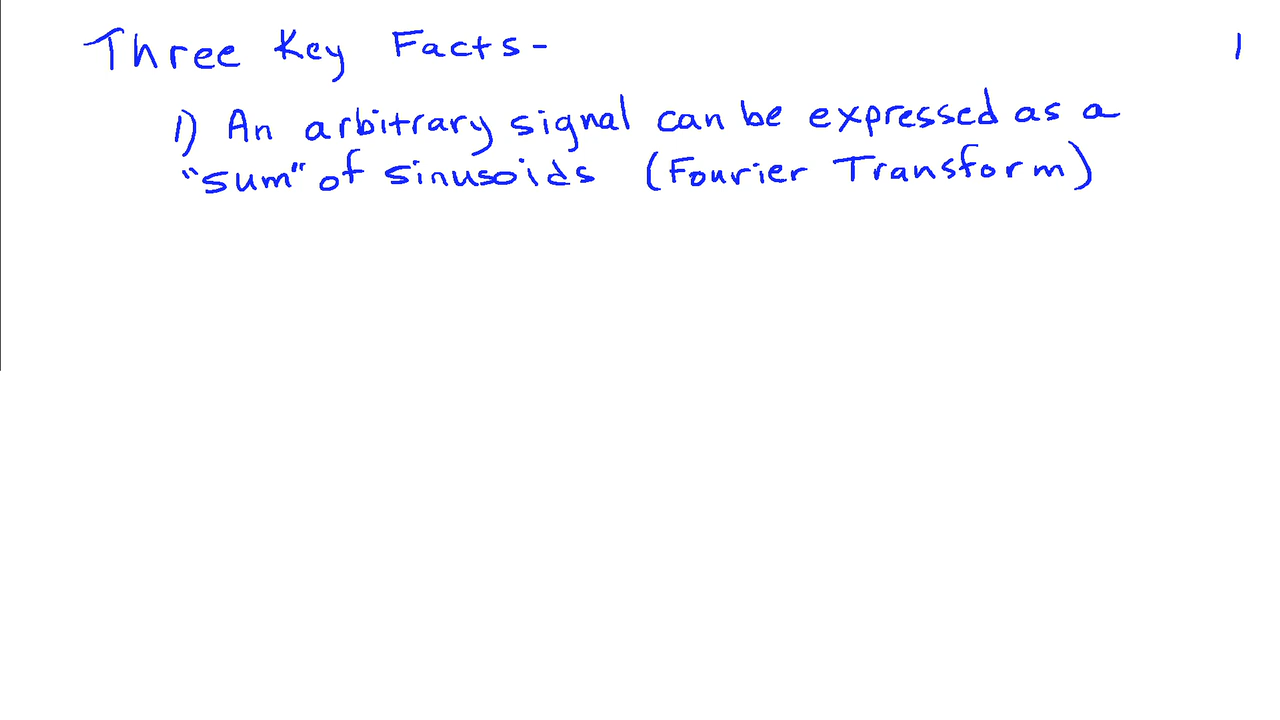 Three Key Facts-
1
1) An arbitrary signal can be expressed as a
"sum" of sinusoids (Fourier Transform)